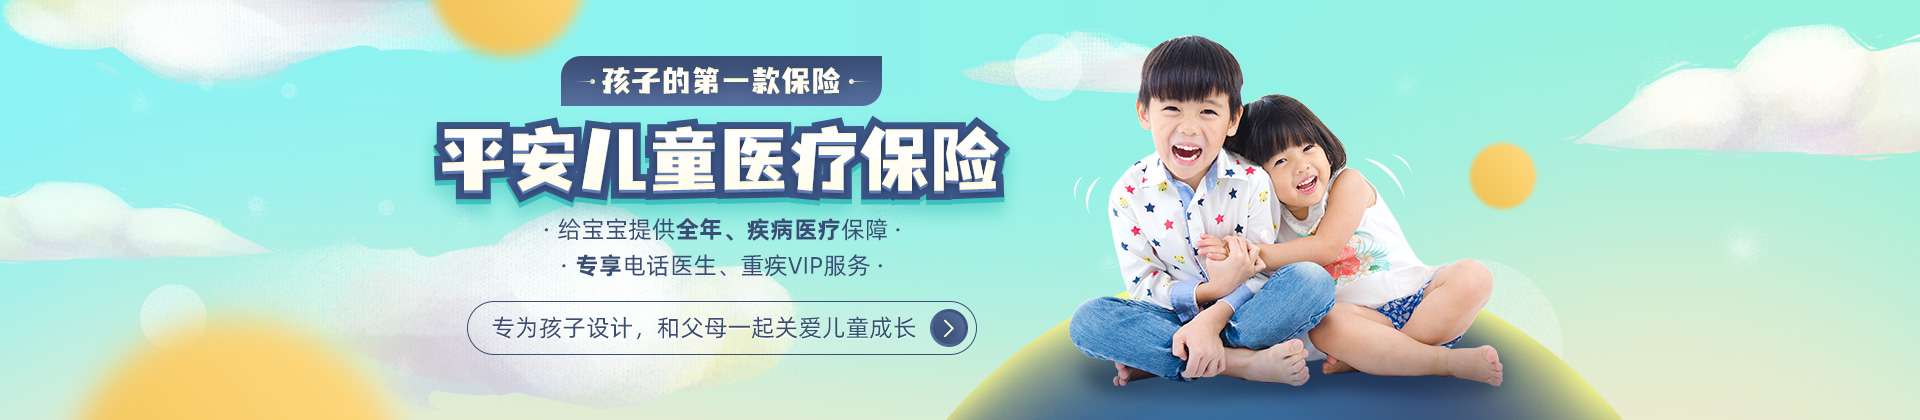 孩子的第一款保险
平安儿童医疗保险
· 给宝宝提供全年、疾病医疗保障 ·
· 专享电话医生、重疾VIP服务 ·
专为孩子设计，和父母一起关爱儿童成长